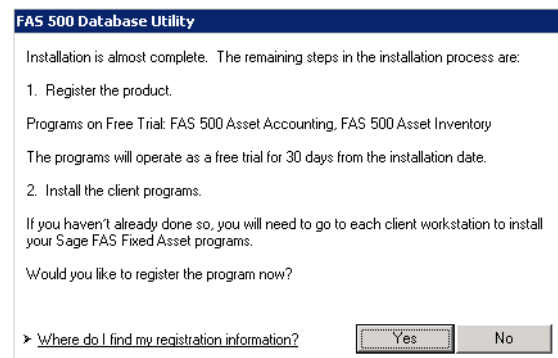 FAS 500 Database Utility
Installation is almost complete. The remaining steps in the installation process are:
1. Register the product.
Programs on Free Trial: FAS 500 Asset Accounting, FAS 500 Asset Inventory
The programs will operate as a free trial for 30 days from the installation date.
2. Install the client programs.
If you haven't already done so, you will need to go to each client workstation to install
your Sage FAS Fixed Asset programs.
Would you like to register the program now?
Where do I find my registration information?
Yes
No